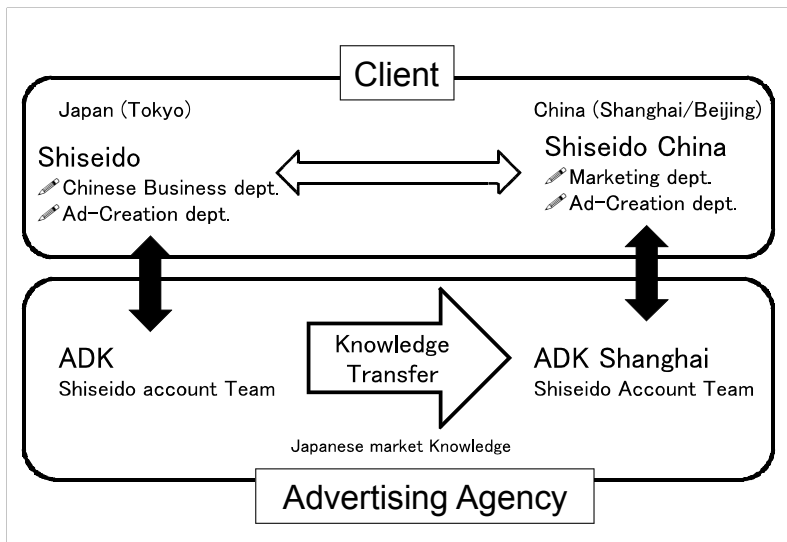 Client
Japan (Tokyo)
China (Shanghai/Beijing)
Shiseido
Chinese Business dept.
Ad-Creation dept.
Shiseido China
Marketing dept.
Ad-Creation dept.
ADK
Shiseido account Team
Knowledge
Transfer
ADK Shanghai
Shiseido Account Team
Japanese market Knowledge
Advertising Agency